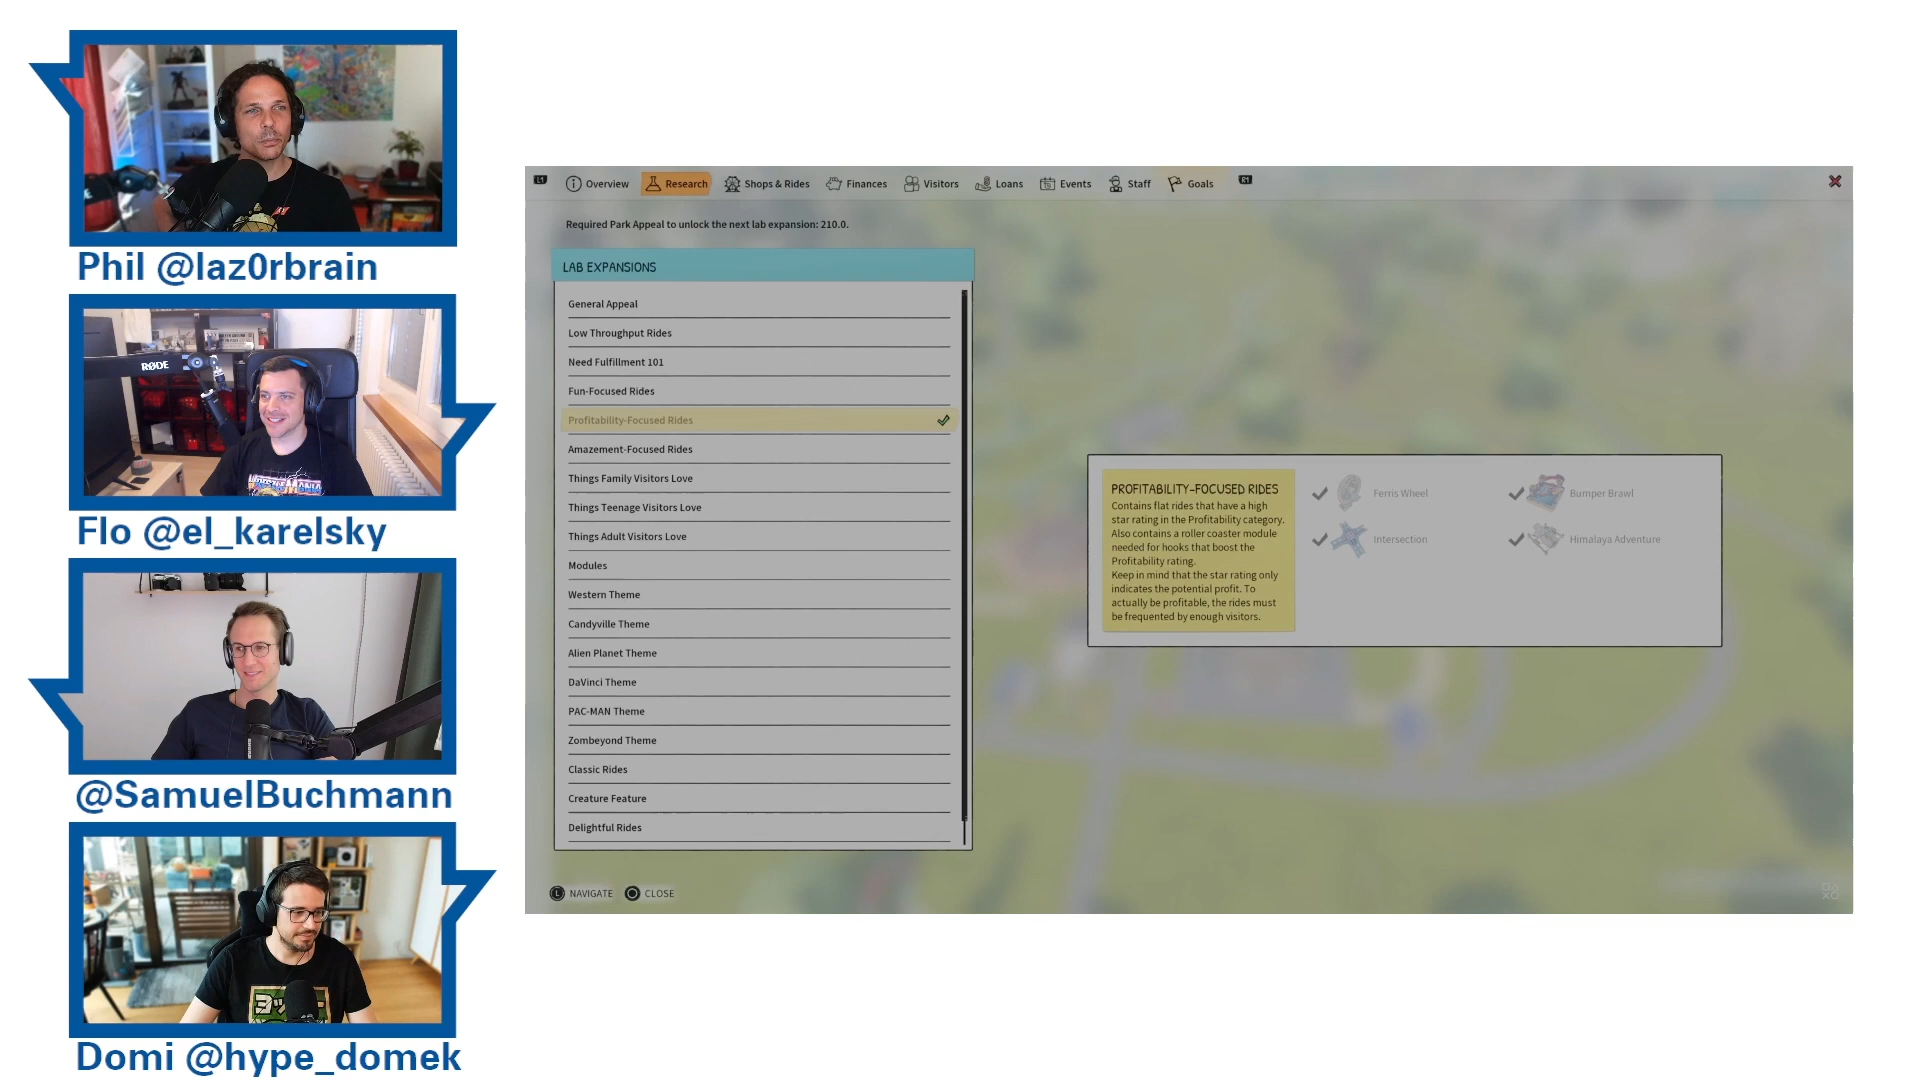 Phil @laz0rbrain
RØDE
Flo @el_karelsky
@SamuelBuchmann
Domi @hype_domek
L1
Overview
Research
Shops & Rides
Finances
Visitors
Loans
Events
Staff
Goals
R1
Required Park Appeal to unlock the next lab expansion: 210.0.
LAB EXPANSIONS
General Appeal
Low Throughput Rides
Need Fulfillment 101
Fun-Focused Rides
Profitability-Focused Rides
Amazement-Focused Rides
Things Family Visitors Love
Things Teenage Visitors Love
Things Adult Visitors Love
Modules
Western Theme
Candyville Theme
Alien Planet Theme
DaVinci Theme
PAC-MAN Theme
Zombeyond Theme
Classic Rides
Creature Feature
Delightful Rides
PROFITABILITY-FOCUSED RIDES
Contains flat rides that have a high
star rating in the Profitability category.
Also contains a roller coaster module
needed for hooks that boost the
Profitability rating.
Keep in mind that the star rating only
indicates the potential profit. To
actually be profitable, the rides must
be frequented by enough visitors.
Ferris Wheel
Bumper Brawl
Intersection
Himalaya Adventure
L NAVIGATE
CLOSE